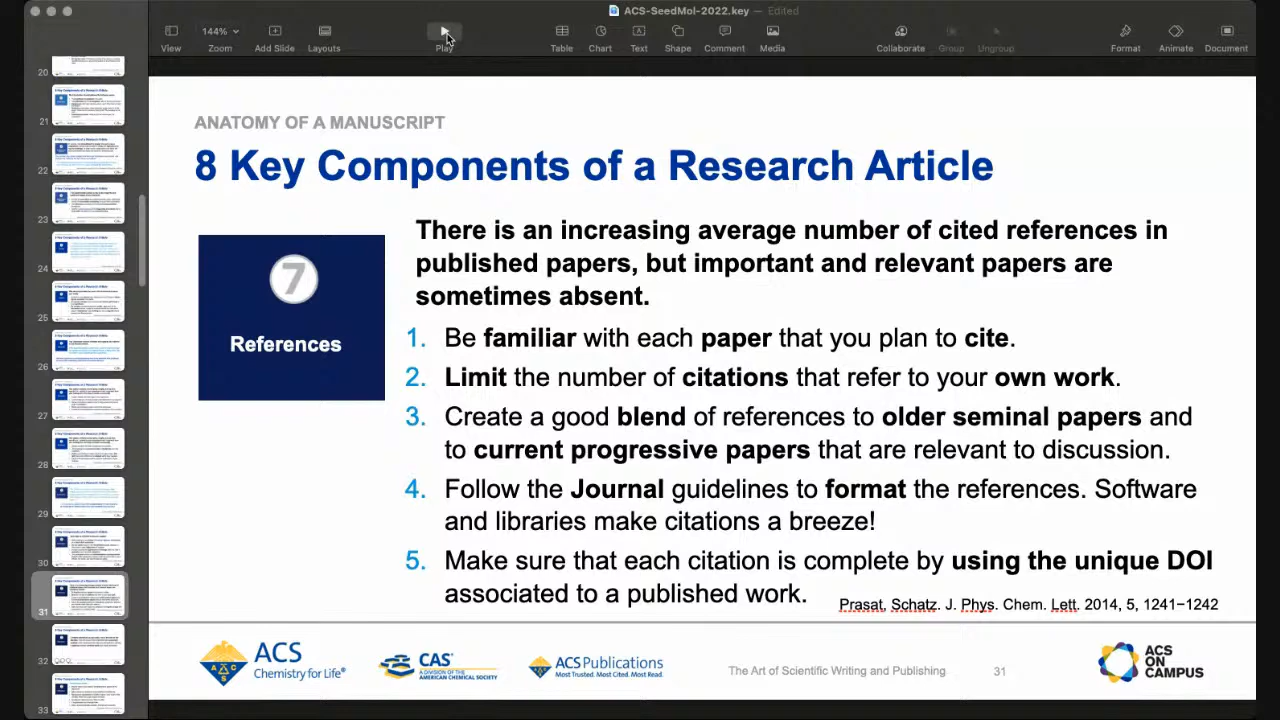 ACS-SeedMol-2022.key — Edited
144%
View Zoom Add Slide Layouts Play Table Chart Text Shape Comment Media Collaborate Group Ungroup Format Animate Document
ANATOMY OF A MANUSCRIPT
8 Key Components of a Research Article
7
References
There is an increasing average number of cited references in
published papers, but important and relevant papers are
sometimes absent.
1. Be familiar with each paper that you plan to cite.
2. Limit the number of citations that refer to your own work.
3. Create a good blend of references to older seminal papers and
to current progressive papers that are relevant to discussion.
4. Follow the Journal guidelines to format the references. Software
and libraries make citations a breeze!
5. Make sure that each citation is complete by using the unique DOI
associated to a published work.
Schatz. J. Phys. Chem. Lett. 2014, 5, 1241−1242
ACS
Chemistry for Life®
CAS
A DIVISION OF THE
AMERICAN CHEMICAL SOCIETY
ACS Publications
Most Trusted. Most Cited. Most Read.
The Art of Scientific Writing and Publishing
31
ACS
ON
CAMPUS
20
21
22
23
24
25
26
27
28
29
30
31
32
33